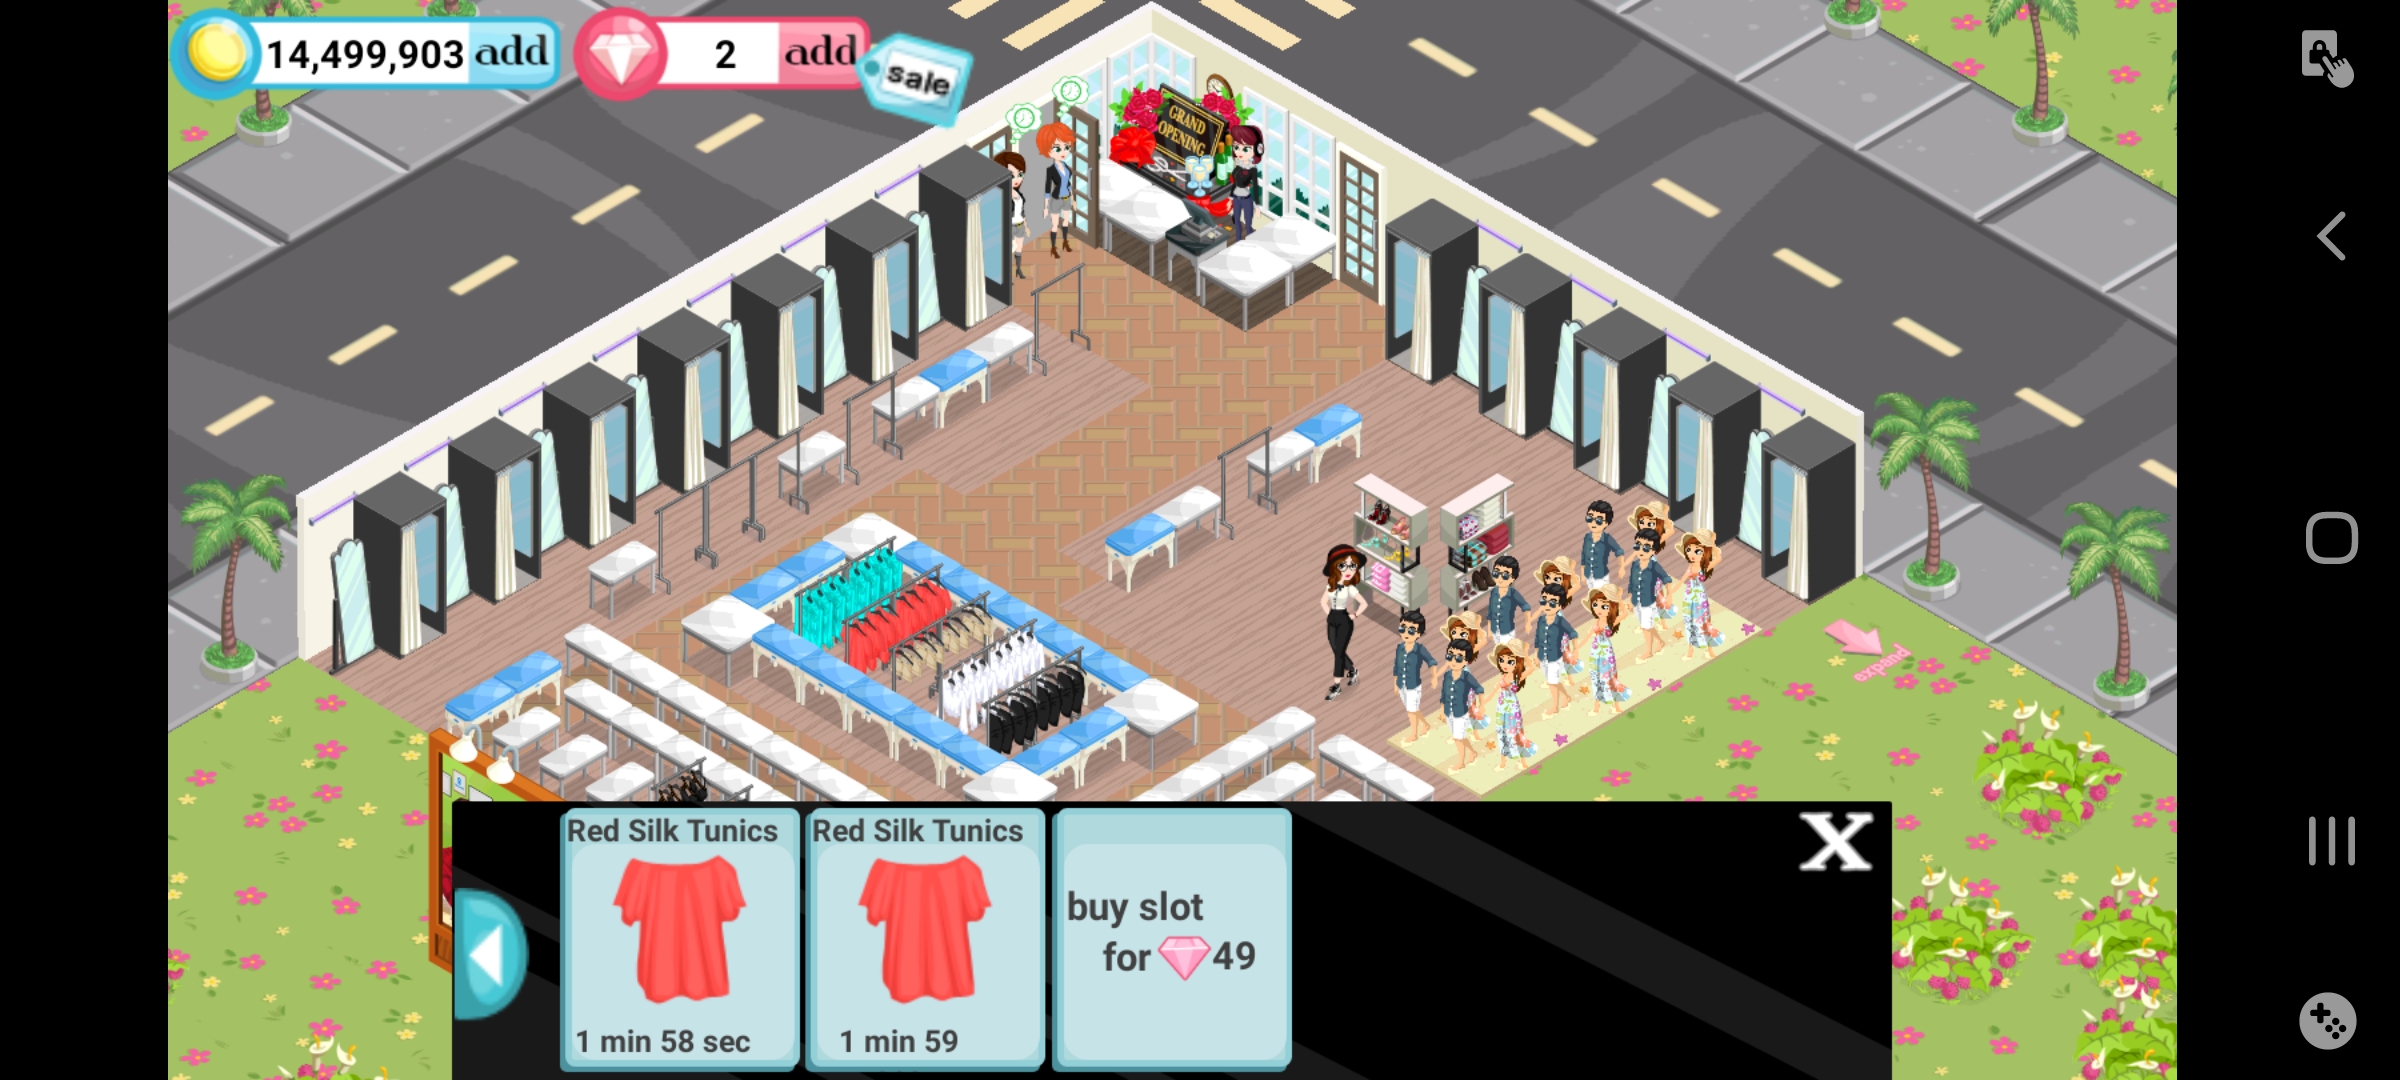 14,499,903 add
2 add
sale
GRAND
OPENING
expand
Red Silk Tunics
1 min 58 sec
Red Silk Tunics
1 min 59
buy slot
for 49
X